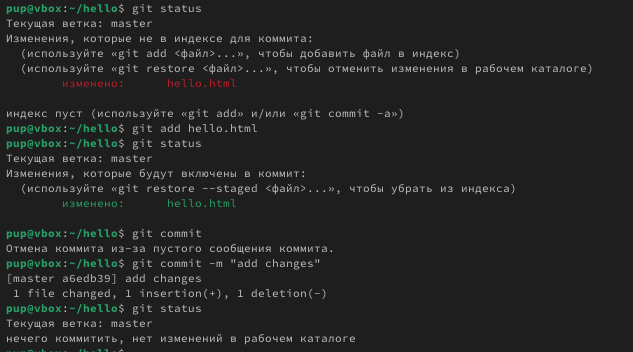 pup@vbox:~/hello$ git status
Текущая ветка: master
Изменения, которые не в индексе для коммита:
  (используйте «git add <файл>...», чтобы добавить файл в индекс)
  (используйте «git restore <файл>...», чтобы отменить изменения в рабочем каталоге)
        изменено:      hello.html

индекс пуст (используйте «git add» и/или «git commit -a»)
pup@vbox:~/hello$ git add hello.html
pup@vbox:~/hello$ git status
Текущая ветка: master
Изменения, которые будут включены в коммит:
  (используйте «git restore --staged <файл>...», чтобы убрать из индекса)
        изменено:      hello.html

pup@vbox:~/hello$ git commit
Отмена коммита из-за пустого сообщения коммита.
pup@vbox:~/hello$ git commit -m "add changes"
[master a6edb39] add changes
 1 file changed, 1 insertion(+), 1 deletion(-)
pup@vbox:~/hello$ git status
Текущая ветка: master
нечего коммитить, нет изменений в рабочем каталоге